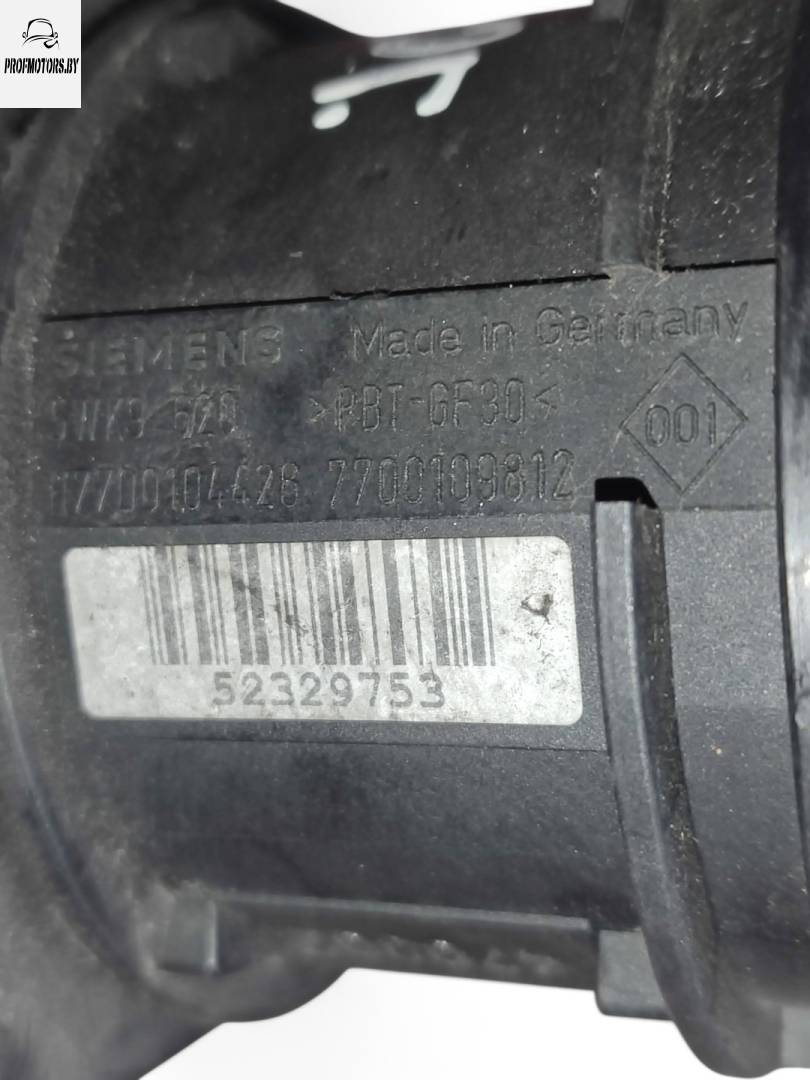 PROFMOTORS.BY
SIEMENS Made in Germany
5WK9 620 >PBT-GF30<
001
H7700104426 7700109812
52329753